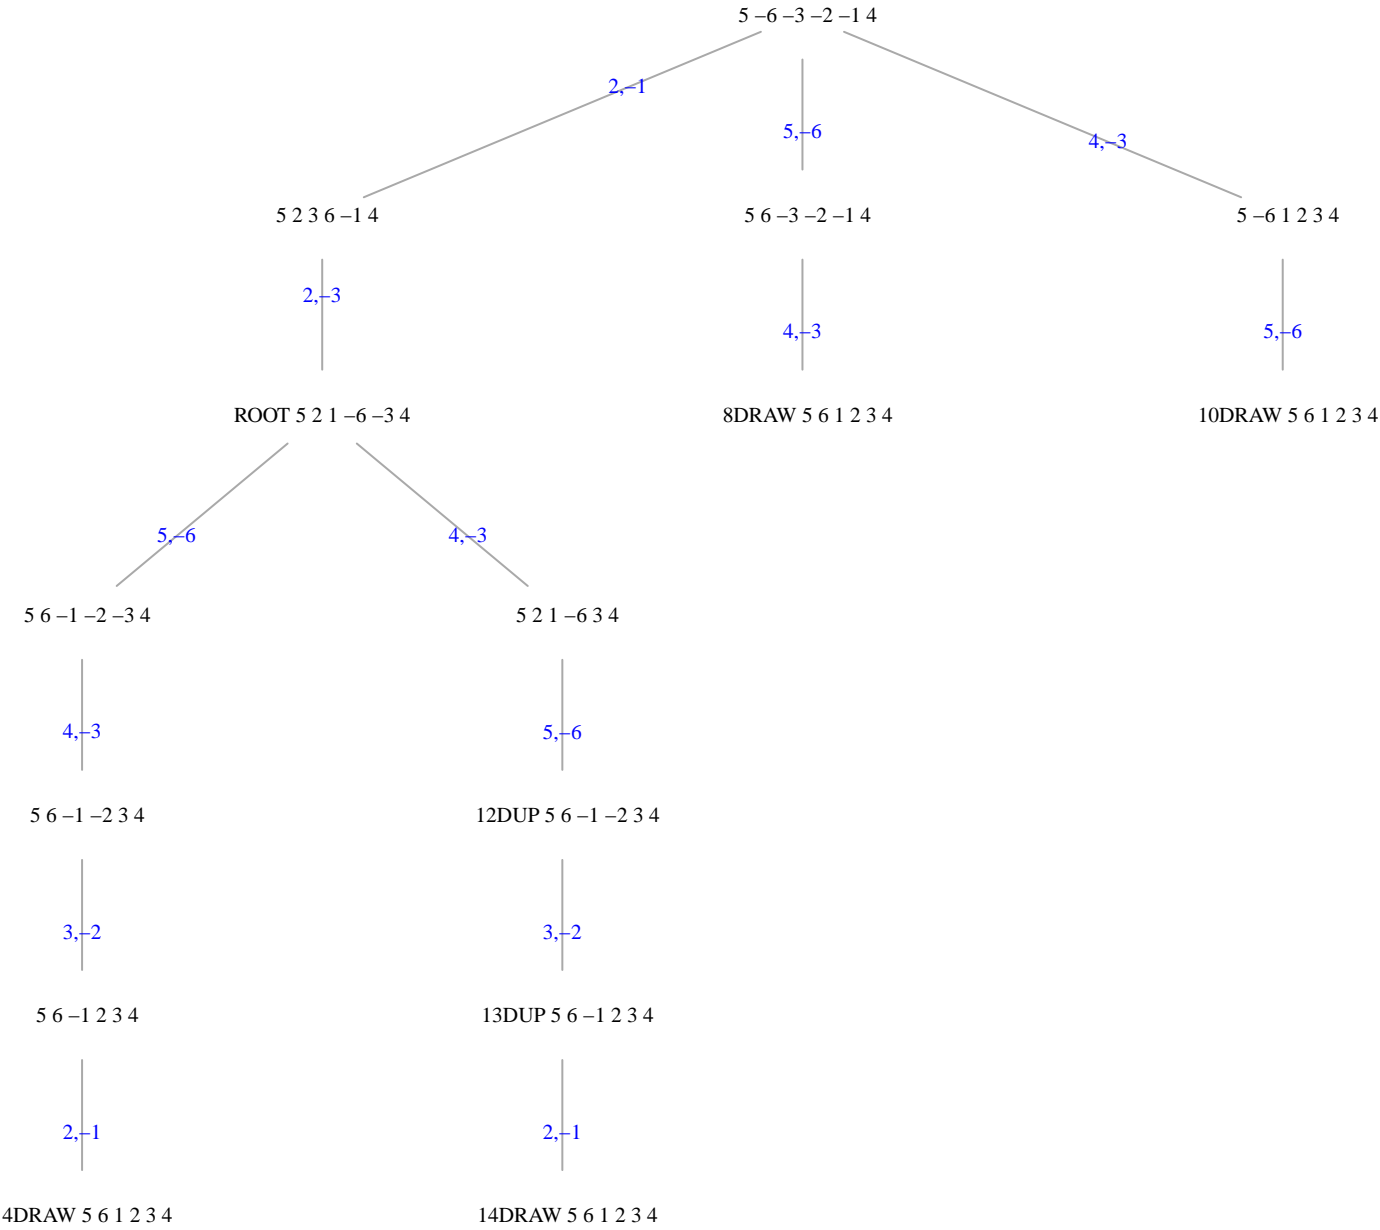 5 –6 –3 –2 –1 4
2,–1
5,–6
4,–3
5 2 3 6 –1 4
5 6 –3 –2 –1 4
5 –6 1 2 3 4
2,–3
4,–3
5,–6
ROOT 5 2 1 –6 –3 4
8DRAW 5 6 1 2 3 4
10DRAW 5 6 1 2 3 4
5,–6
4,–3
5 6 –1 –2 –3 4
5 2 1 –6 3 4
4,–3
5,–6
5 6 –1 –2 3 4
12DUP 5 6 –1 –2 3 4
3,–2
3,–2
5 6 –1 2 3 4
13DUP 5 6 –1 2 3 4
2,–1
2,–1
4DRAW 5 6 1 2 3 4
14DRAW 5 6 1 2 3 4